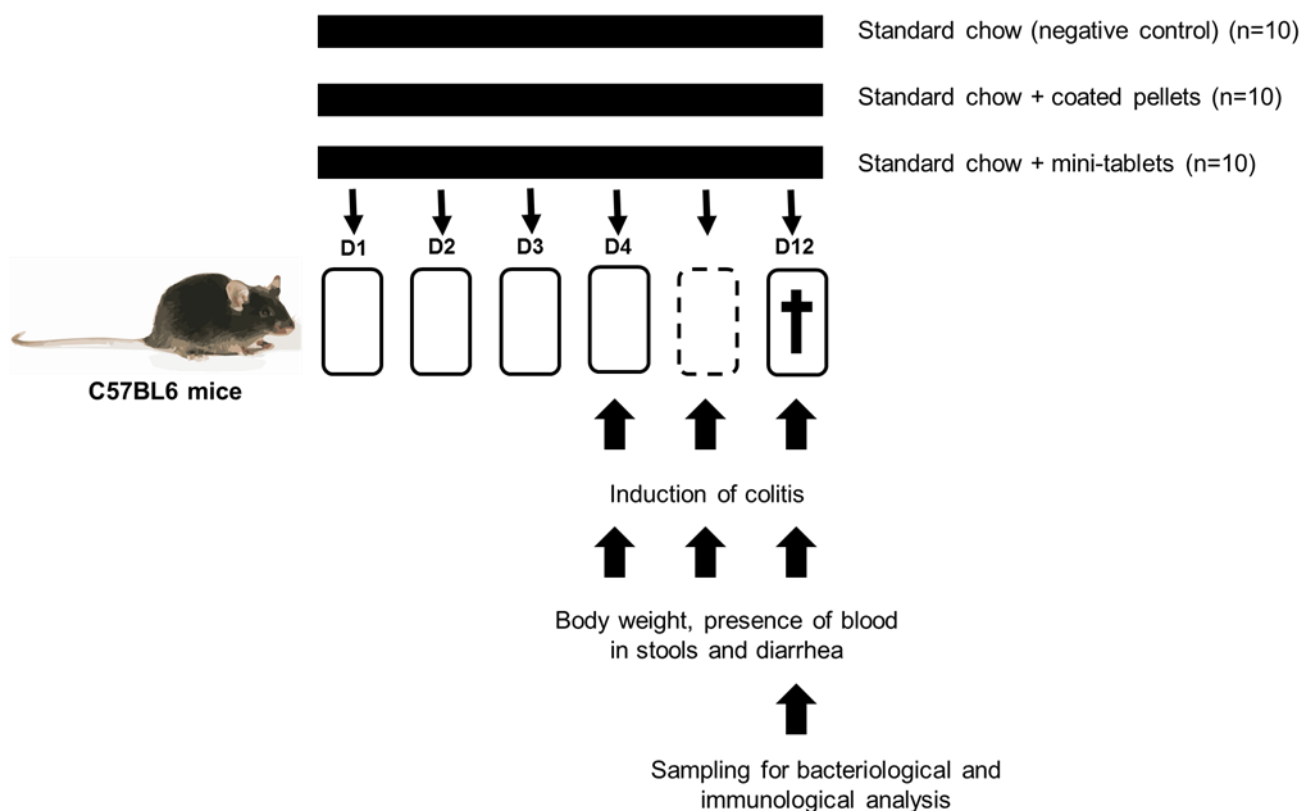 Standard chow (negative control) (n=10)
Standard chow + coated pellets (n=10)
Standard chow + mini-tablets (n=10)
D1 D2 D3 D4 D12
C57BL6 mice
Induction of colitis
Body weight, presence of blood
in stools and diarrhea
Sampling for bacteriological and
immunological analysis